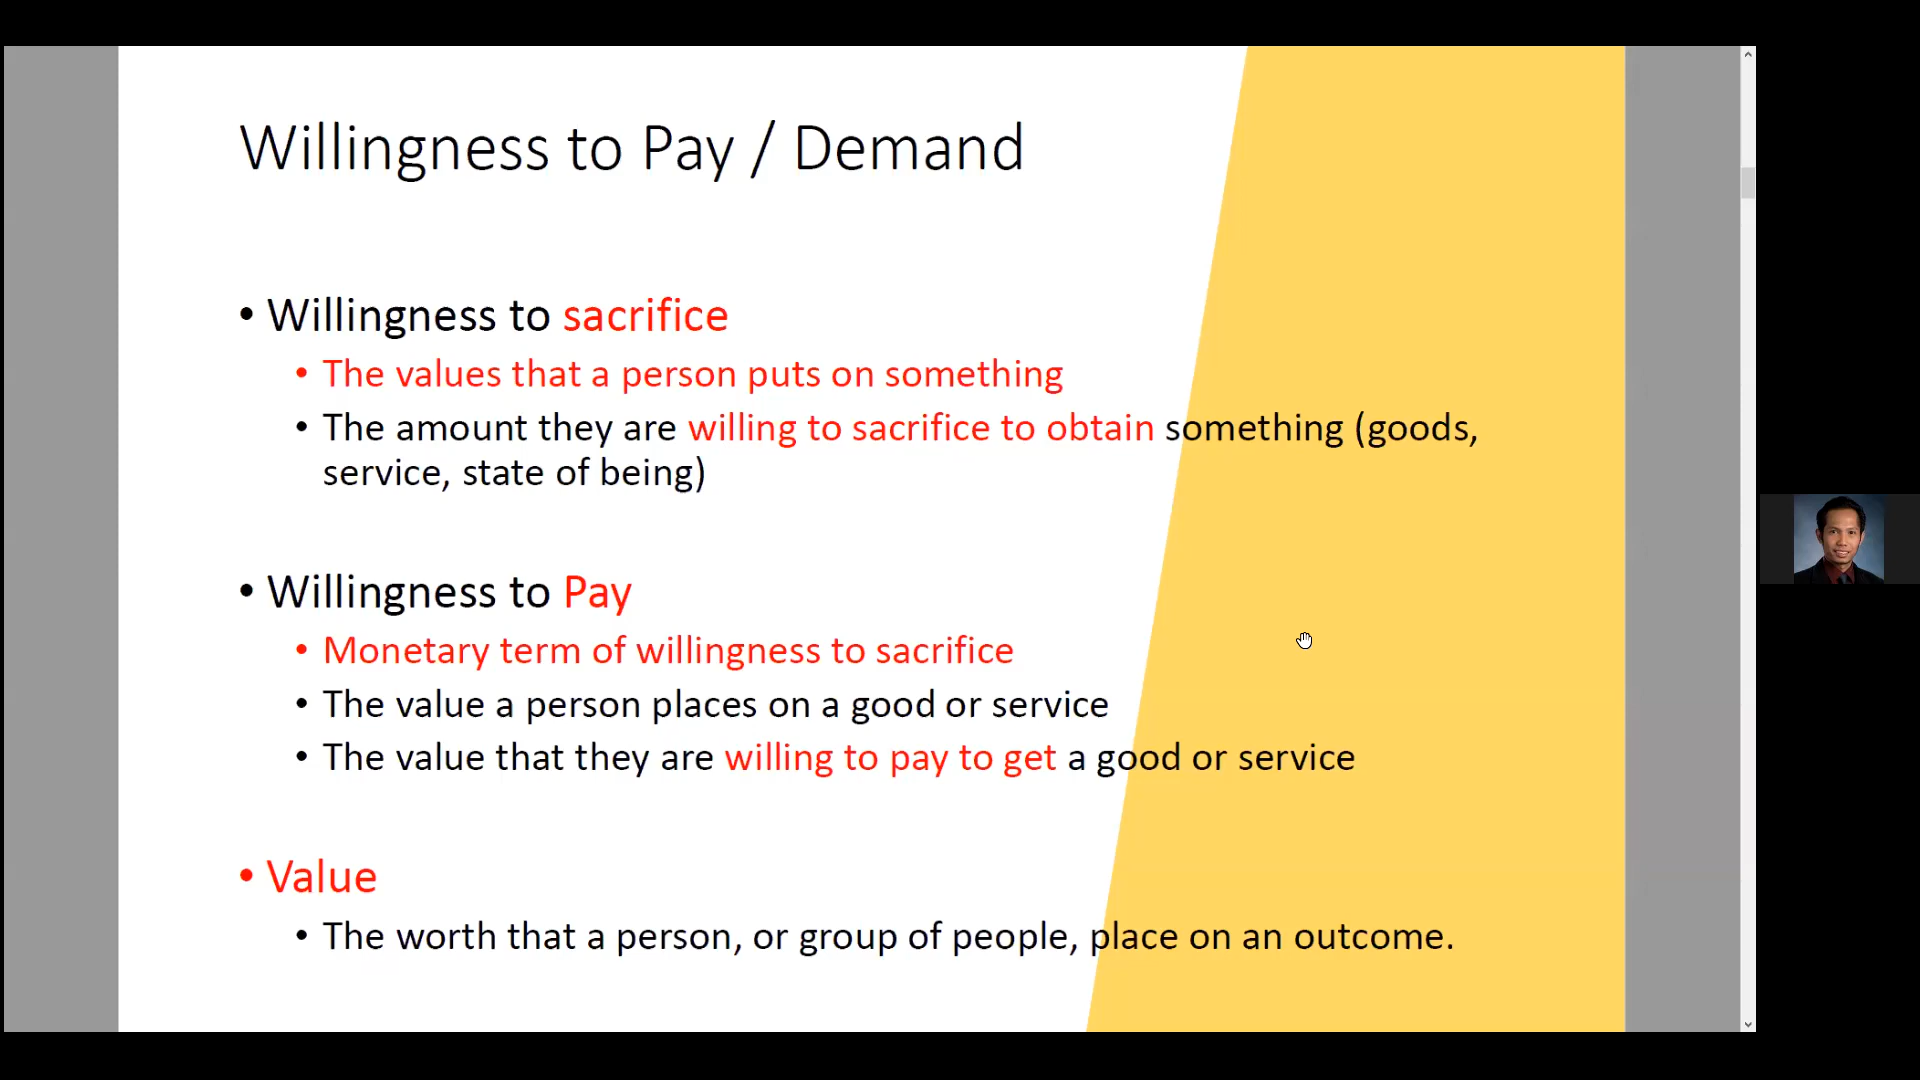 Willingness to Pay / Demand
• Willingness to sacrifice
• The values that a person puts on something
• The amount they are willing to sacrifice to obtain something (goods,
service, state of being)
• Willingness to Pay
• Monetary term of willingness to sacrifice
• The value a person places on a good or service
• The value that they are willing to pay to get a good or service
• Value
• The worth that a person, or group of people, place on an outcome.